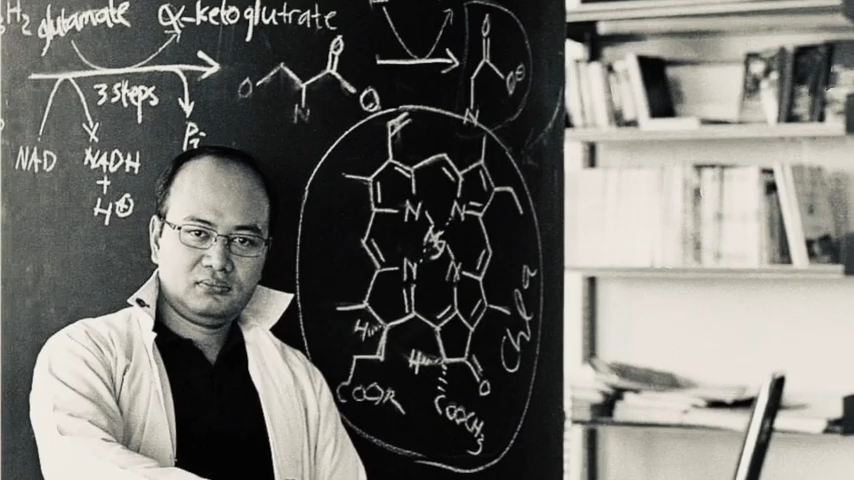 H2 glutamate α-ketoglutrate
3 steps
Pi
NAD NADH
+
H⊕
O N O
O O⊖
N
N N
Mg
N N
H
H
O
COOR
COOCH3
Chl a